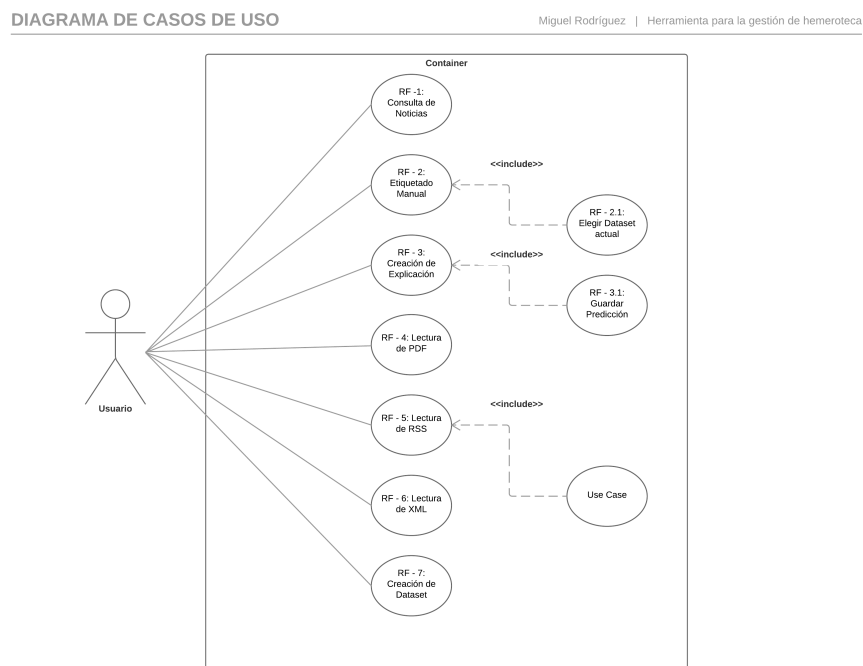 DIAGRAMA DE CASOS DE USO
Miguel Rodríguez | Herramienta para la gestión de hemeroteca
Container
RF -1:
Consulta de
Noticias
RF - 2:
Etiquetado
Manual
<<include>>
RF - 2.1:
Elegir Dataset
actual
RF - 3:
Creación de
Explicación
<<include>>
RF - 3.1:
Guardar
Predicción
RF - 4: Lectura
de PDF
Usuario
RF - 5: Lectura
de RSS
<<include>>
Use Case
RF - 6: Lectura
de XML
RF - 7:
Creación de
Dataset